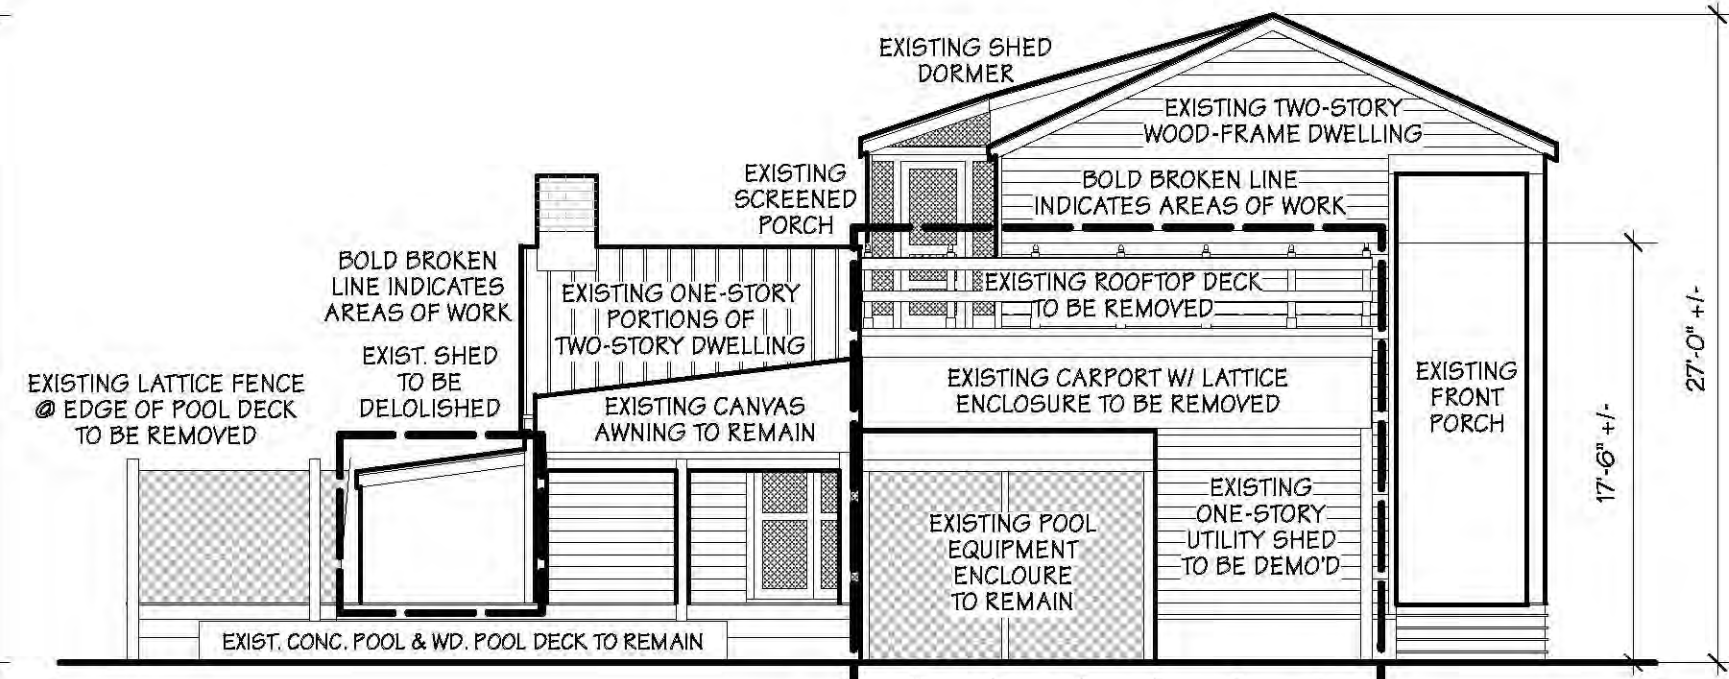 EXISTING SHED
DORMER
EXISTING TWO-STORY
WOOD-FRAME DWELLING
EXISTING
SCREENED
PORCH
BOLD BROKEN LINE
INDICATES AREAS OF WORK
BOLD BROKEN
LINE INDICATES
AREAS OF WORK
EXISTING ONE-STORY
PORTIONS OF
TWO-STORY DWELLING
EXISTING ROOFTOP DECK
TO BE REMOVED
27'-0" +/-
EXIST. SHED
TO BE
DELOLISHED
EXISTING LATTICE FENCE
@ EDGE OF POOL DECK
TO BE REMOVED
EXISTING CANVAS
AWNING TO REMAIN
EXISTING CARPORT W/ LATTICE
ENCLOSURE TO BE REMOVED
EXISTING
FRONT
PORCH
17'-6" +/-
EXISTING POOL
EQUIPMENT
ENCLOURE
TO REMAIN
EXISTING
ONE-STORY
UTILITY SHED
TO BE DEMO'D
EXIST. CONC. POOL & WD. POOL DECK TO REMAIN